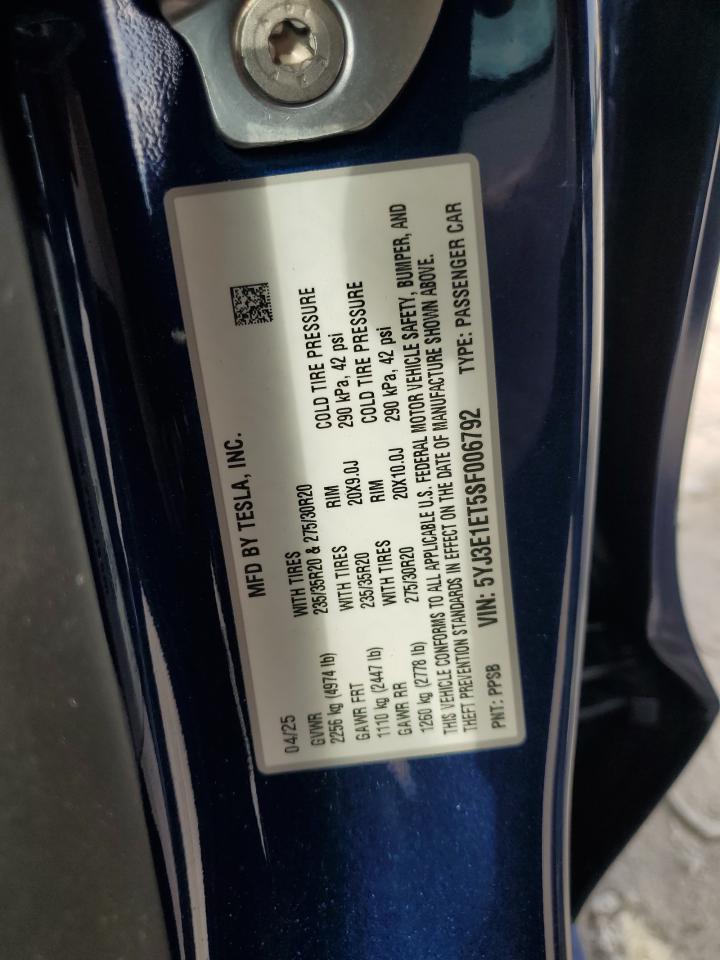 MFD BY TESLA, INC.
04/25
GVWR WITH TIRES COLD TIRE PRESSURE
2256 kg (4974 lb) 235/35R20 & 275/30R20 290 kPa, 42 psi
GAWR FRT WITH TIRES RIM COLD TIRE PRESSURE
1110 kg (2447 lb) 235/35R20 20X9.0J 290 kPa, 42 psi
GAWR RR WITH TIRES RIM
1260 kg (2778 lb) 275/30R20 20X10.0J
THIS VEHICLE CONFORMS TO ALL APPLICABLE U.S. FEDERAL MOTOR VEHICLE SAFETY, BUMPER, AND
THEFT PREVENTION STANDARDS IN EFFECT ON THE DATE OF MANUFACTURE SHOWN ABOVE.
PNT: PPSB VIN: 5YJ3E1ET5SF006792 TYPE: PASSENGER CAR